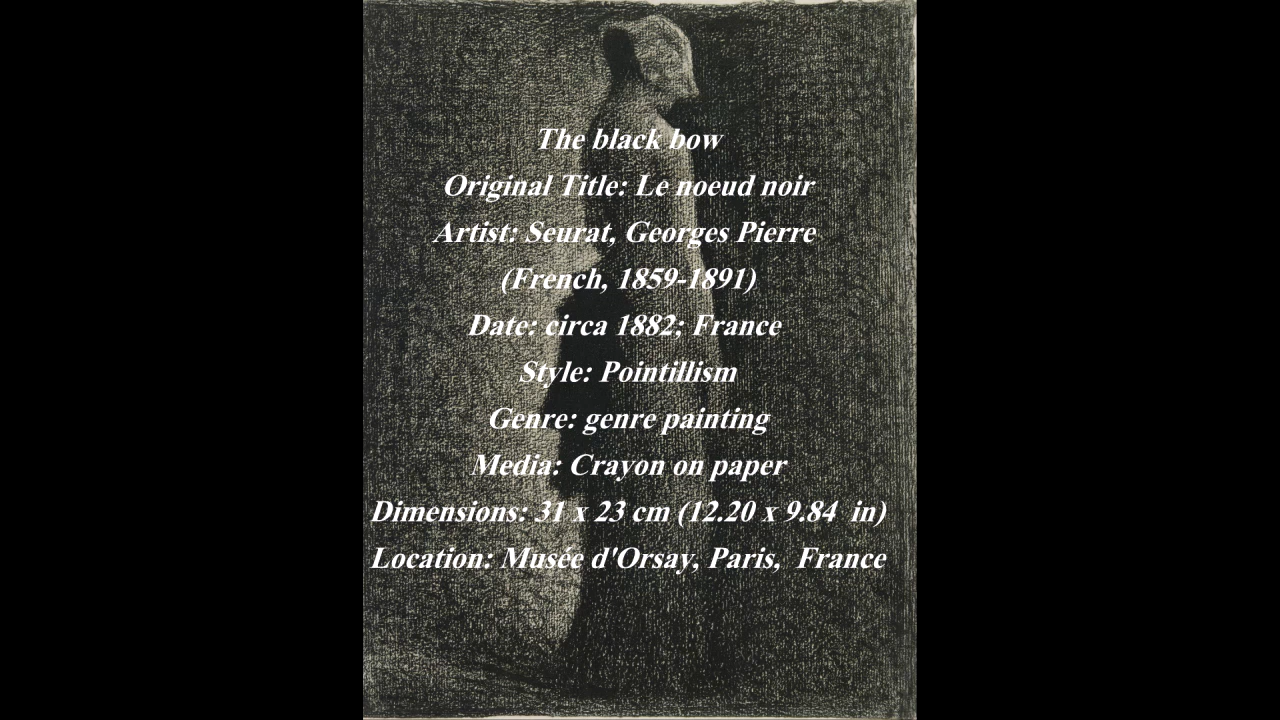 The black bow
Original Title: Le noeud noir
Artist: Seurat, Georges Pierre
(French, 1859-1891)
Date: circa 1882; France
Style: Pointillism
Genre: genre painting
Media: Crayon on paper
Dimensions: 31 x 23 cm (12.20 x 9.84  in)
Location: Musée d'Orsay, Paris,  France